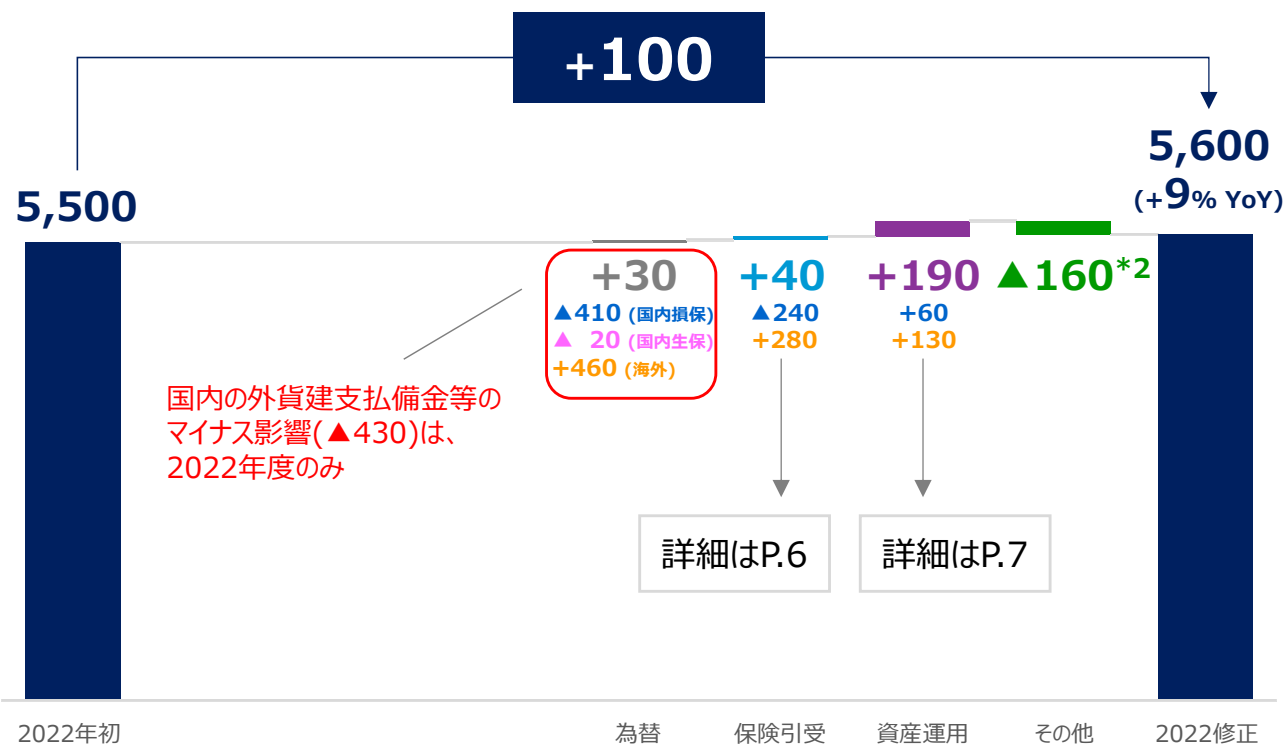 +100
5,600
(+9% YoY)
5,500
+30
▲410 (国内損保)
▲ 20 (国内生保)
+460 (海外)
+40
▲240
+280
+190
+60
+130
▲160*2
国内の外貨建支払備金等の
マイナス影響(▲430)は、
2022年度のみ
詳細はP.6
詳細はP.7
2022年初
為替
保険引受
資産運用
その他
2022修正